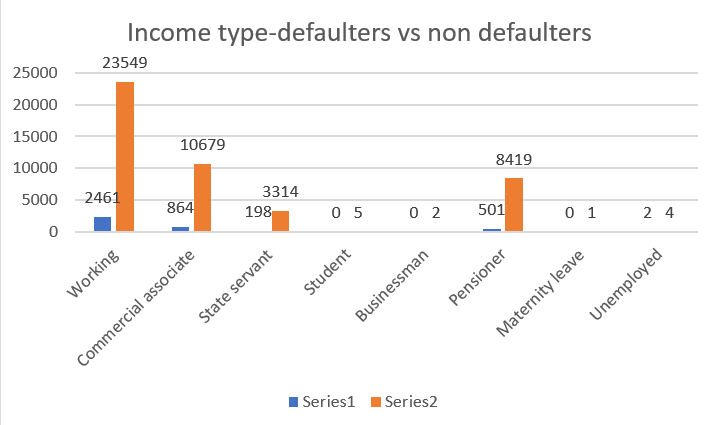 Income type-defaulters vs non defaulters
25000
20000
15000
10000
5000
0
2461 23549
864 10679
198 3314
0 5
0 2
501 8419
0 1
2 4
Working
Commercial associate
State servant
Student
Businessman
Pensioner
Maternity leave
Unemployed
Series1 Series2